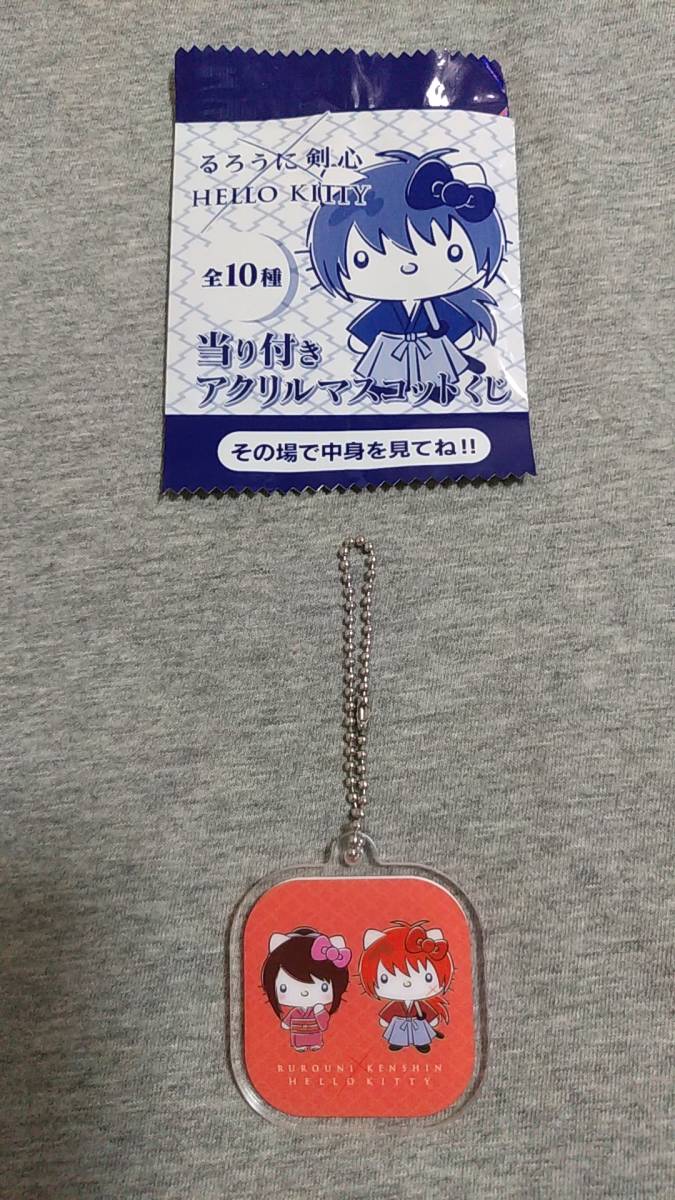 るろうに剣心
HELLO KITTY
全10種
当り付き
アクリルマスコットくじ
その場で中身を見てね!!
RUROUNI KENSHIN
HELLO KITTY